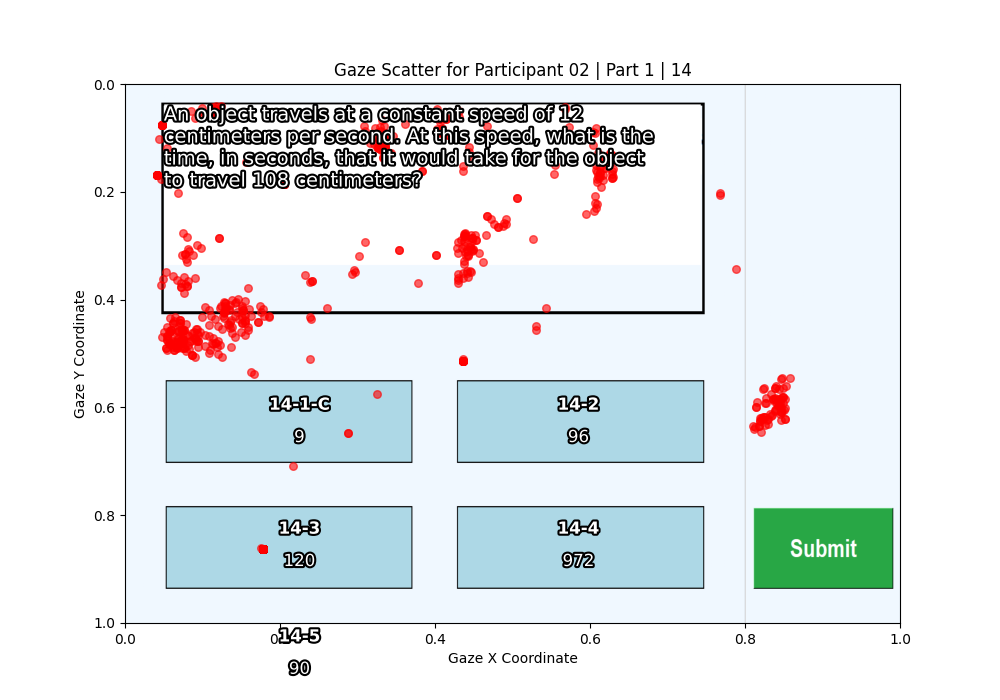 Gaze Scatter for Participant 02 | Part 1 | 14
An object travels at a constant speed of 12
centimeters per second. At this speed, what is the
time, in seconds, that it would take for the object
to travel 108 centimeters?
14-1-C
9
14-2
96
14-3
120
14-4
972
Submit
14-5
90
Gaze Y Coordinate
0.0
0.2
0.4
0.6
0.8
1.0
0.0
0.2
0.4
0.6
0.8
1.0
Gaze X Coordinate